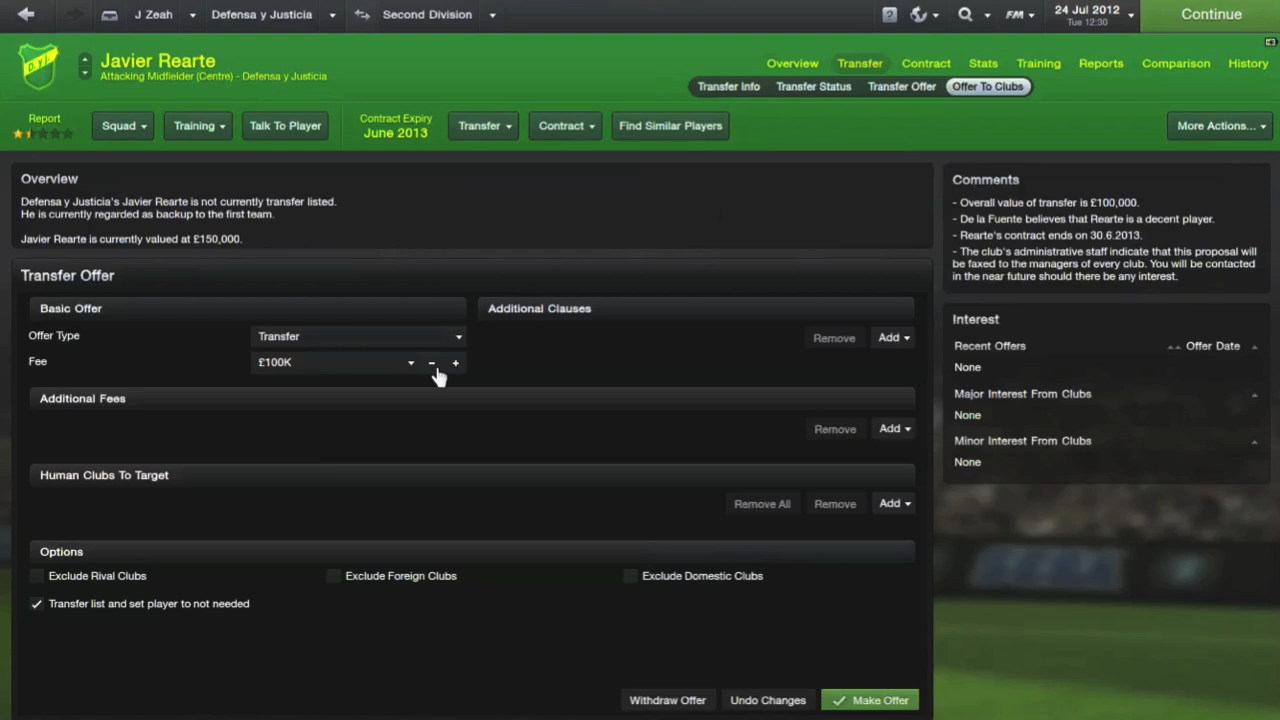 J Zeah
Defensa y Justicia
Second Division
?
FM
24 Jul 2012
Tue 12:30
Continue
D. y J.
Javier Rearte
Attacking Midfielder (Centre) - Defensa y Justicia
Overview
Transfer
Contract
Stats
Training
Reports
Comparison
History
Transfer Info
Transfer Status
Transfer Offer
Offer To Clubs
Report
Squad
Training
Talk To Player
Contract Expiry
June 2013
Transfer
Contract
Find Similar Players
More Actions...
Overview
Defensa y Justicia's Javier Rearte is not currently transfer listed.
He is currently regarded as backup to the first team.
Javier Rearte is currently valued at £150,000.
Transfer Offer
Basic Offer
Offer Type
Transfer
Fee
£100K
- +
Additional Clauses
Remove
Add
Additional Fees
Remove
Add
Human Clubs To Target
Remove All
Remove
Add
Options
Exclude Rival Clubs
Exclude Foreign Clubs
Exclude Domestic Clubs
Transfer list and set player to not needed
Withdraw Offer
Undo Changes
Make Offer
Comments
- Overall value of transfer is £100,000.
- De la Fuente believes that Rearte is a decent player.
- Rearte's contract ends on 30.6.2013.
- The club's administrative staff indicate that this proposal will
be faxed to the managers of every club. You will be contacted
in the near future should there be any interest.
Interest
Recent Offers
Offer Date
None
Major Interest From Clubs
None
Minor Interest From Clubs
None